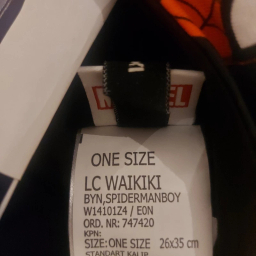 ONE SIZE
LC WAIKIKI
BYN,SPIDERMANBOY
W14101Z4 / E0N
ORD. NR: 747420
KPN:
SIZE:ONE SIZE 26x35 cm
STANDART KALIP